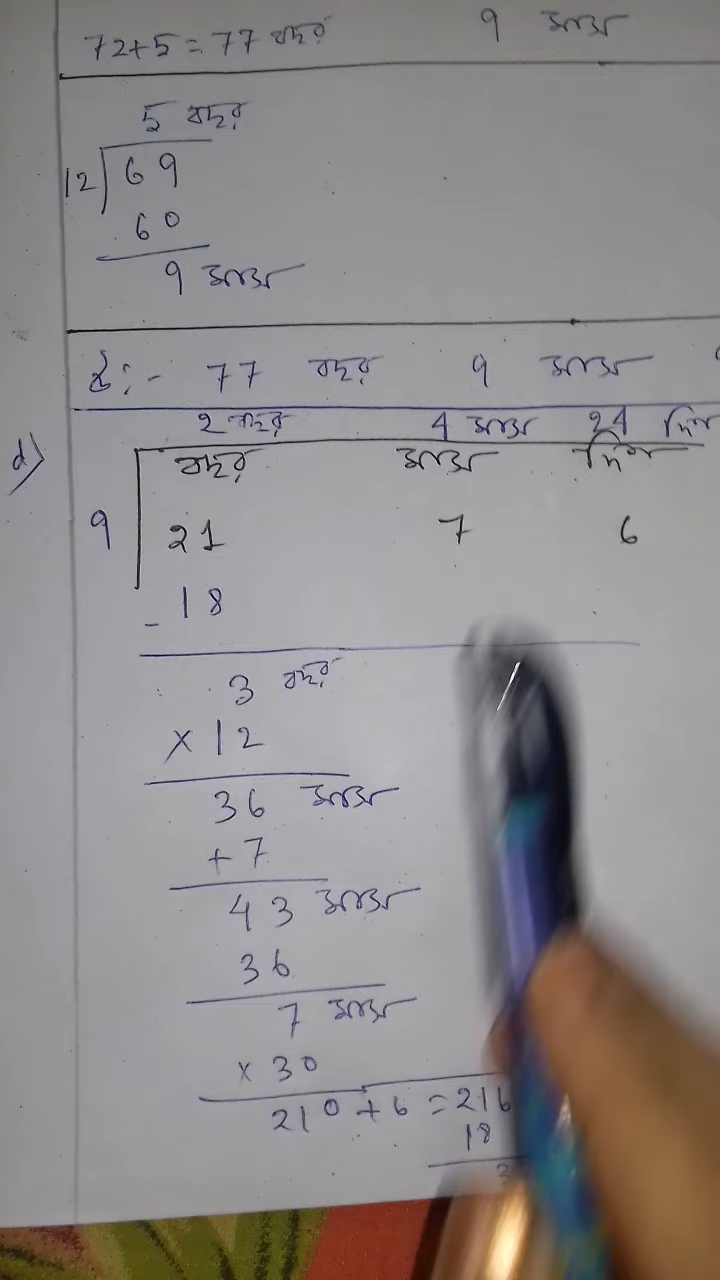 72+5=77 বছর 9 মাস
5 বছর
12 69
60
9 মাস
উ:- 77 বছর 9 মাস
2 বছর 4 মাস 24 দিন
d) বছর মাস দিন
9 21 7 6
- 18
3 বছর
× 12
36 মাস
+ 7
43 মাস
36
7 মাস
× 30
210 + 6 = 216
18
3